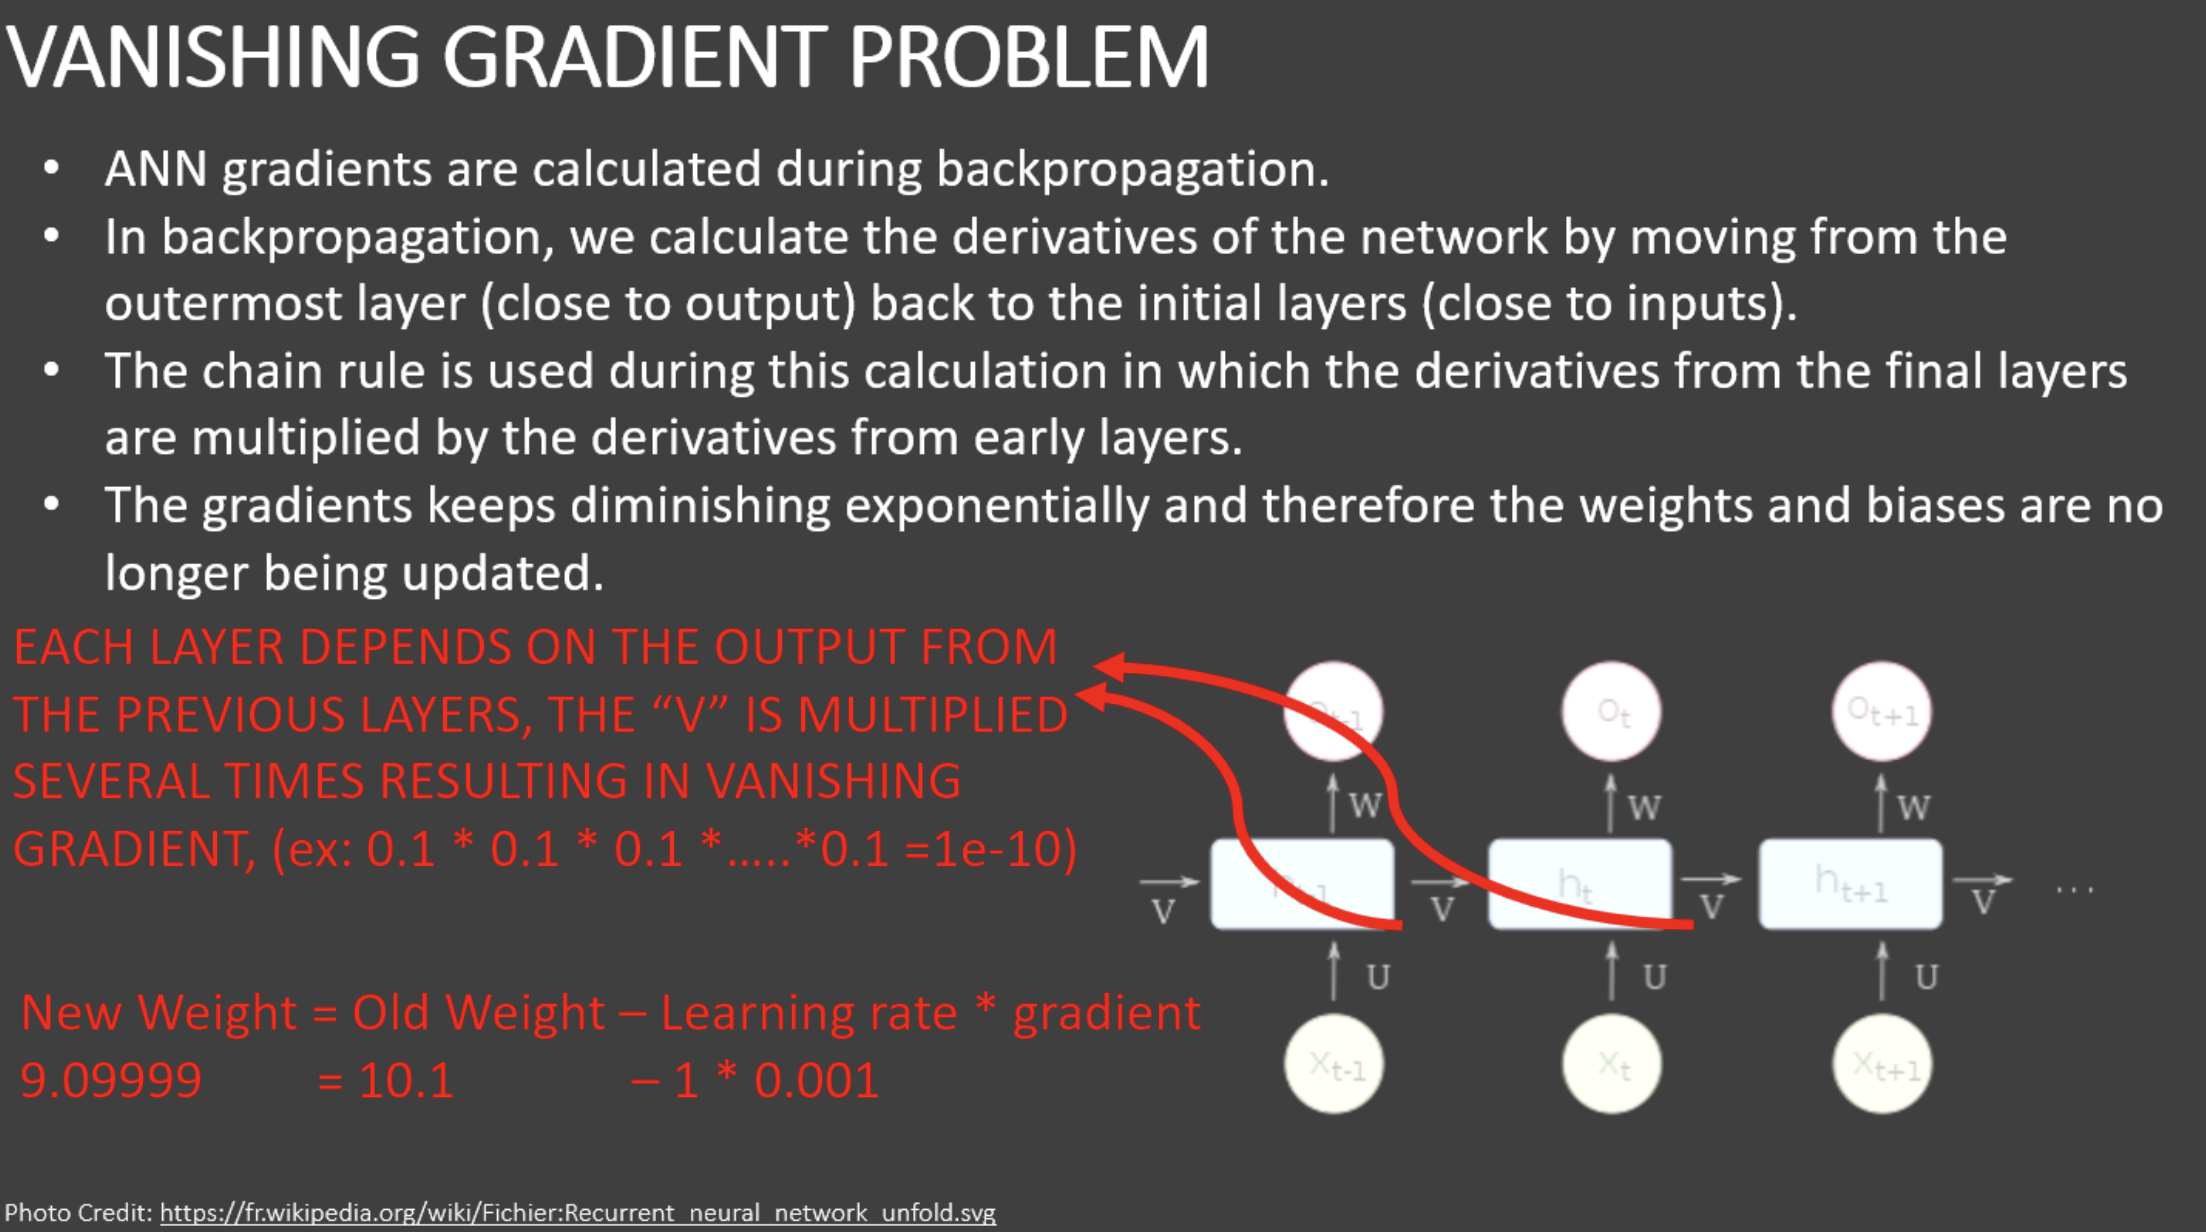 VANISHING GRADIENT PROBLEM
• ANN gradients are calculated during backpropagation.
• In backpropagation, we calculate the derivatives of the network by moving from the
outermost layer (close to output) back to the initial layers (close to inputs).
• The chain rule is used during this calculation in which the derivatives from the final layers
are multiplied by the derivatives from early layers.
• The gradients keeps diminishing exponentially and therefore the weights and biases are no
longer being updated.
EACH LAYER DEPENDS ON THE OUTPUT FROM
THE PREVIOUS LAYERS, THE “V” IS MULTIPLIED
SEVERAL TIMES RESULTING IN VANISHING
GRADIENT, (ex: 0.1 * 0.1 * 0.1 *…..*0.1 =1e-10)
New Weight = Old Weight – Learning rate * gradient
9.09999 = 10.1 – 1 * 0.001
o_t-1 o_t o_t+1
W W W
h_t-1 h_t h_t+1 ...
V V V V
U U U
x_t-1 x_t x_t+1
Photo Credit: https://fr.wikipedia.org/wiki/Fichier:Recurrent_neural_network_unfold.svg